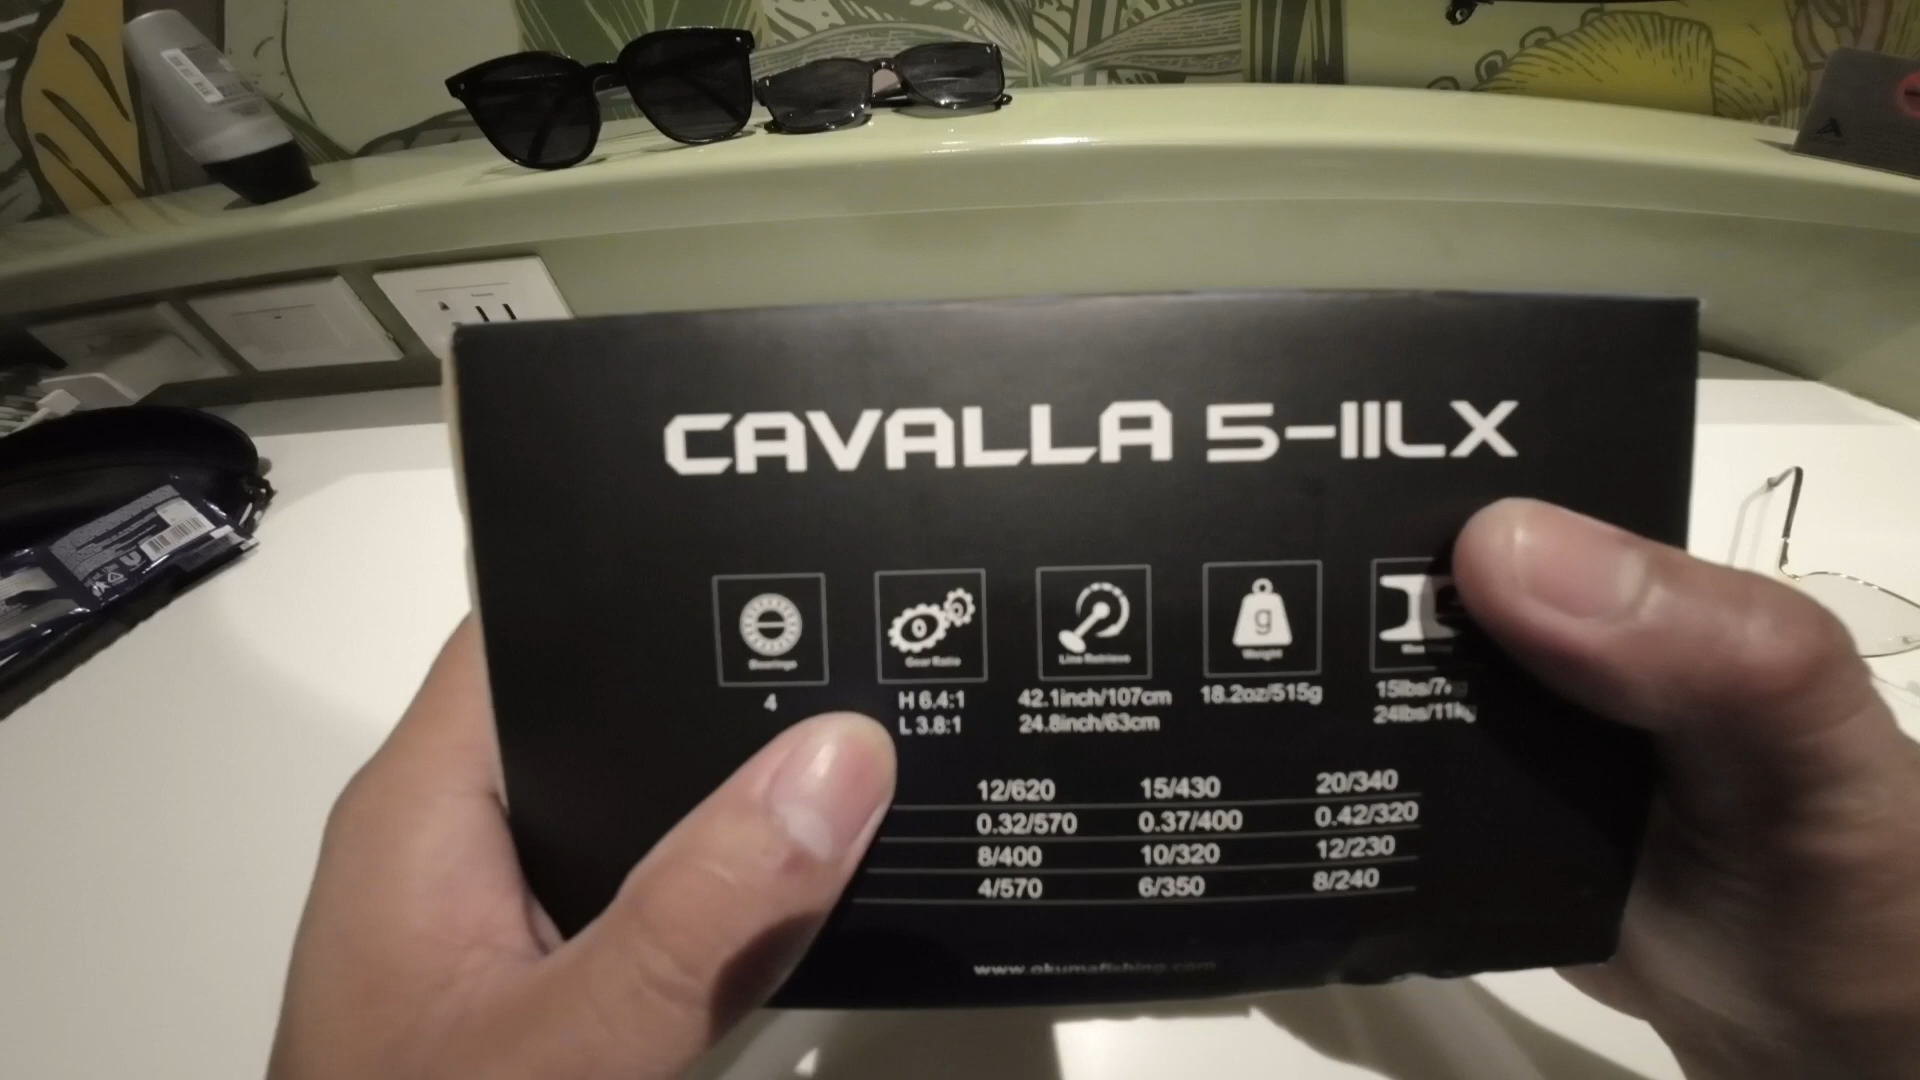 CAVALLA 5-IILX
Bearings
Gear Ratio
Line Retrieve
Weight
4
H 6.4:1
42.1inch/107cm
18.2oz/515g
15lbs/7.
L 3.8:1
24.8inch/63cm
24lbs/11kg
12/620 15/430 20/340
0.32/570 0.37/400 0.42/320
8/400 10/320 12/230
4/570 6/350 8/240
www.okumafishing.com